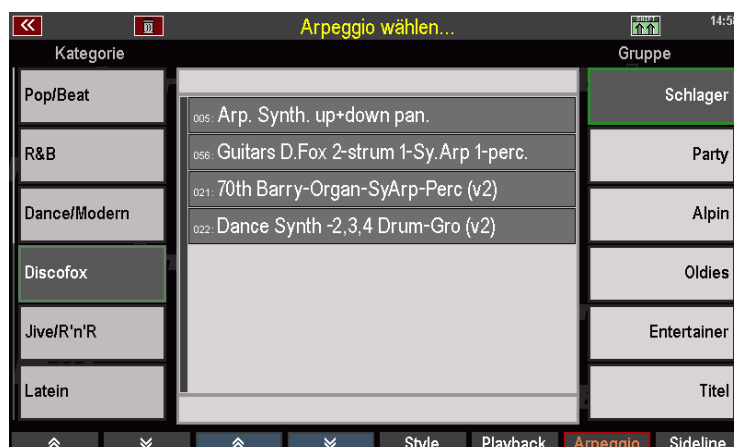 Arpeggio wählen...
SHIFT
Kategorie
Gruppe
Pop/Beat
R&B
Dance/Modern
Discofox
Jive/R'n'R
Latein
005: Arp. Synth. up+down pan.
056: Guitars D.Fox 2-strum 1-Sy.Arp 1-perc.
021: 70th Barry-Organ-SyArp-Perc (v2)
022: Dance Synth -2,3,4 Drum-Gro (v2)
Schlager
Party
Alpin
Oldies
Entertainer
Titel
Style Playback Arpeggio Sideline